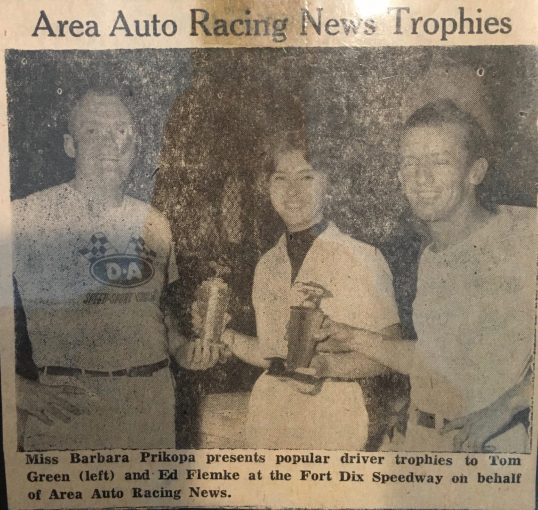 Area Auto Racing News Trophies
D-A
Miss Barbara Prikopa presents popular driver trophies to Tom
Green (left) and Ed Flemke at the Fort Dix Speedway on behalf
of Area Auto Racing News.